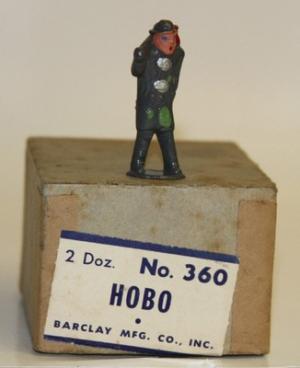 2 Doz. No. 360
HOBO
•
BARCLAY MFG. CO., INC.